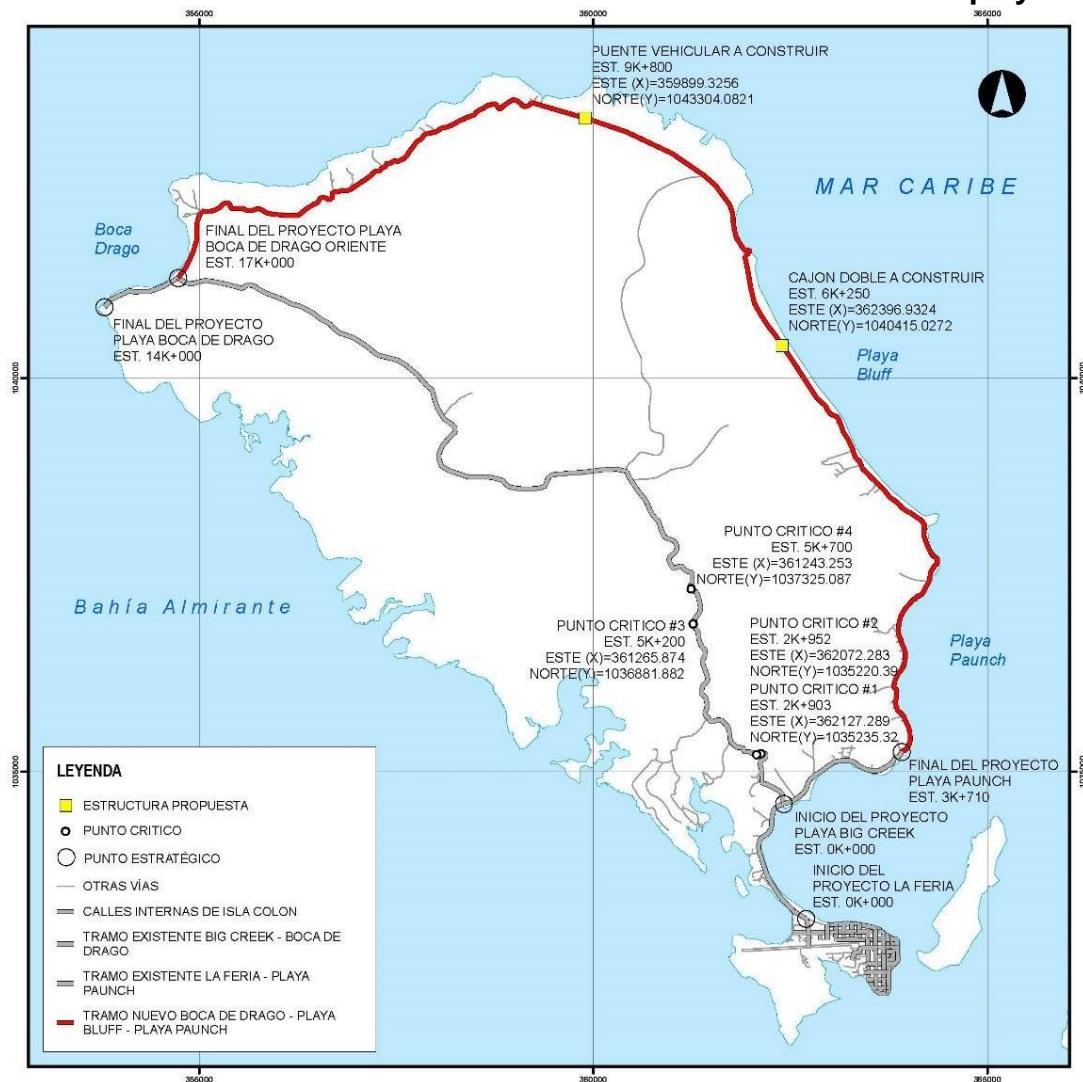 360000
PUENTE VEHICULAR A CONSTRUIR
EST. 9K+800
ESTE (X)=359899.3256
NORTE(Y)=1043304.0821
MAR CARIBE
Boca
Drago
FINAL DEL PROYECTO PLAYA
BOCA DE DRAGO ORIENTE
EST. 17K+000
CAJON DOBLE A CONSTRUIR
EST. 6K+250
ESTE (X)=362396.9324
NORTE(Y)=1040415.0272
FINAL DEL PROYECTO
PLAYA BOCA DE DRAGO
EST. 14K+000
Playa
Bluff
1040000
1040000
PUNTO CRITICO #4
EST. 5K+700
ESTE (X)=361243.253
NORTE(Y)=1037325.087
Bahía Almirante
PUNTO CRITICO #3
EST. 5K+200
ESTE (X)=361265.874
NORTE(Y)=1036881.882
PUNTO CRITICO #2
EST. 2K+952
ESTE (X)=362072.283
NORTE(Y)=1035220.39
PUNTO CRITICO #1
EST. 2K+903
ESTE (X)=362127.289
NORTE(Y)=1035235.32
Playa
Paunch
1035000
1035000
FINAL DEL PROYECTO
PLAYA PAUNCH
EST. 3K+710
INICIO DEL PROYECTO
PLAYA BIG CREEK
EST. 0K+000
INICIO DEL
PROYECTO LA FERIA
EST. 0K+000
LEYENDA
ESTRUCTURA PROPUESTA
PUNTO CRITICO
PUNTO ESTRATÉGICO
OTRAS VÍAS
CALLES INTERNAS DE ISLA COLON
TRAMO EXISTENTE BIG CREEK - BOCA DE
DRAGO
TRAMO EXISTENTE LA FERIA - PLAYA
PAUNCH
TRAMO NUEVO BOCA DE DRAGO - PLAYA
BLUFF - PLAYA PAUNCH
360000